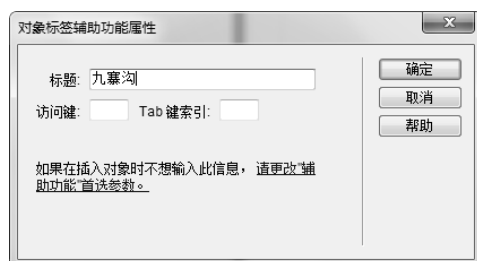 对象标签辅助功能属性
标题: 九寨沟
确定
访问键: Tab 键索引:
取消
帮助
如果在插入对象时不想输入此信息，请更改"辅
助功能"首选参数。